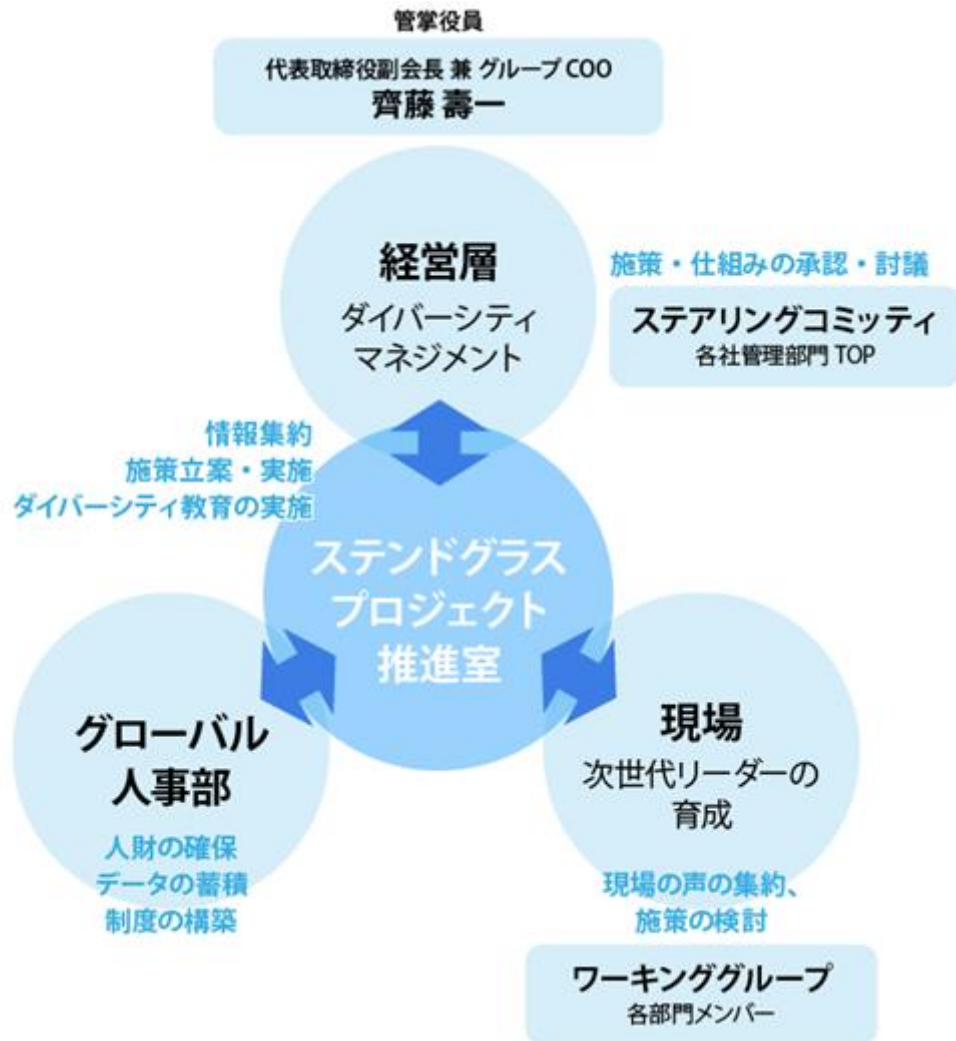 管掌役員
代表取締役副会長 兼 グループ COO
齊藤 壽一
経営層
ダイバーシティ
マネジメント
施策・仕組みの承認・討議
ステアリングコミッティ
各社管理部門 TOP
情報集約
施策立案・実施
ダイバーシティ教育の実施
ステンドグラス
プロジェクト
推進室
グローバル
人事部
人財の確保
データの蓄積
制度の構築
現場
次世代リーダーの
育成
現場の声の集約、
施策の検討
ワーキンググループ
各部門メンバー